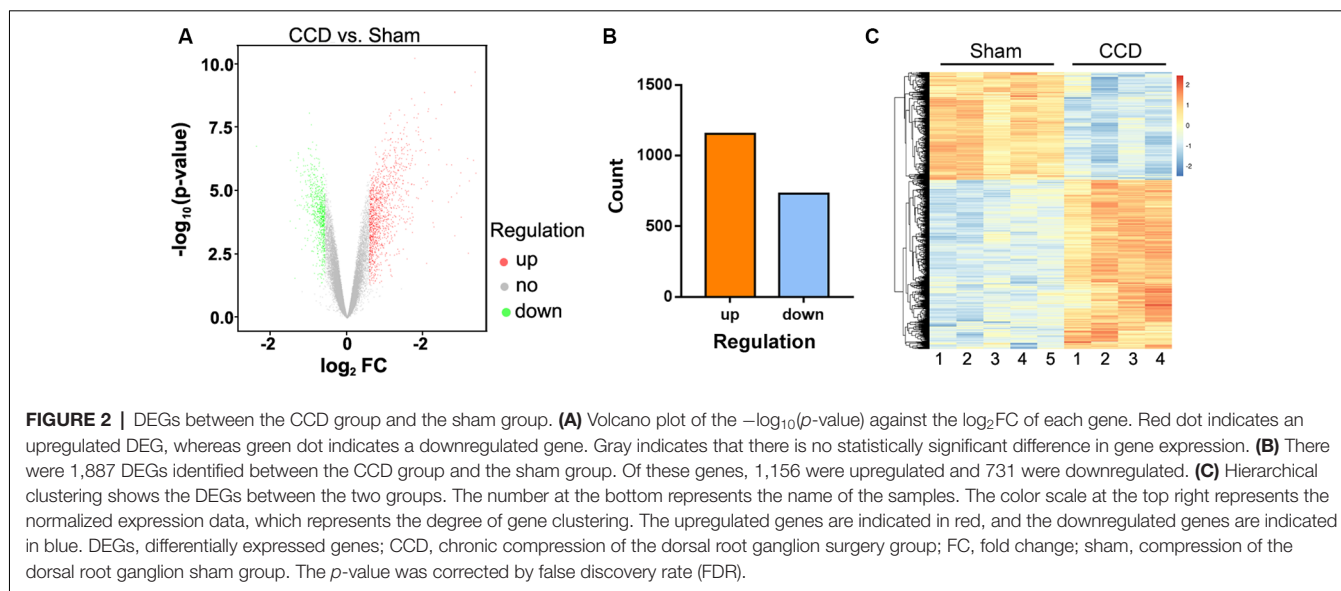 A
CCD vs. Sham
10.0
7.5
5.0
2.5
0.0
-log10(p-value)
-2
0
-2
log2 FC
Regulation
up
no
down
B
1500
1000
500
0
Count
up
down
Regulation
C
Sham
CCD
2
1
0
-1
-2
1 2 3 4 5 1 2 3 4
FIGURE 2 | DEGs between the CCD group and the sham group. (A) Volcano plot of the −log10(p-value) against the log2FC of each gene. Red dot indicates an
upregulated DEG, whereas green dot indicates a downregulated gene. Gray indicates that there is no statistically significant difference in gene expression. (B) There
were 1,887 DEGs identified between the CCD group and the sham group. Of these genes, 1,156 were upregulated and 731 were downregulated. (C) Hierarchical
clustering shows the DEGs between the two groups. The number at the bottom represents the name of the samples. The color scale at the top right represents the
normalized expression data, which represents the degree of gene clustering. The upregulated genes are indicated in red, and the downregulated genes are indicated
in blue. DEGs, differentially expressed genes; CCD, chronic compression of the dorsal root ganglion surgery group; FC, fold change; sham, compression of the
dorsal root ganglion sham group. The p-value was corrected by false discovery rate (FDR).